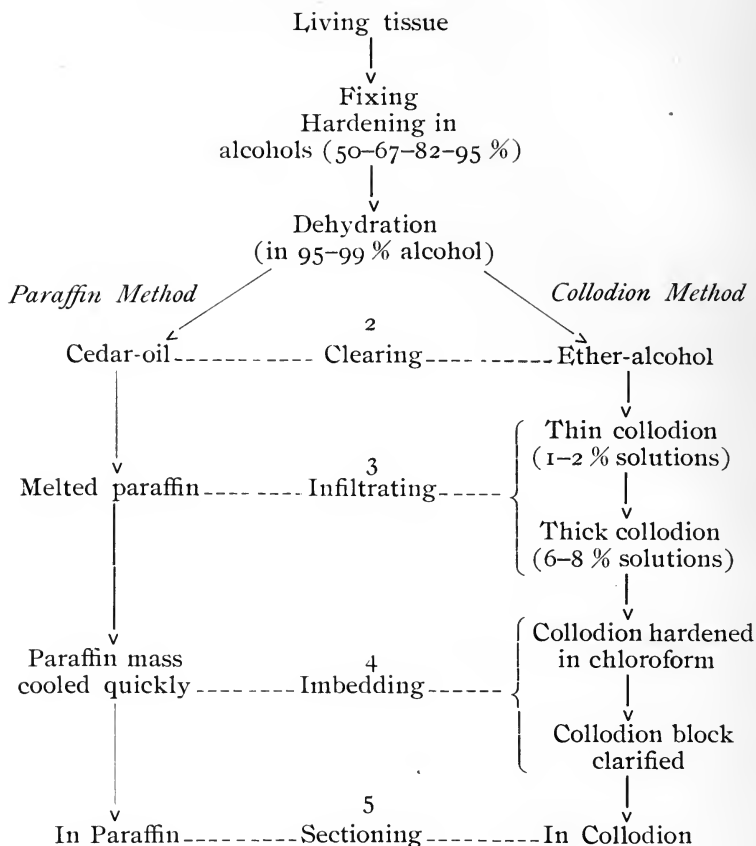 Living tissue
Fixing
Hardening in
alcohols (50–67–82–95 %)
Dehydration
(in 95–99 % alcohol)
Paraffin Method
Collodion Method
2
Cedar-oil
Clearing
Ether-alcohol
Thin collodion
(1–2 % solutions)
3
Melted paraffin
Infiltrating
Thick collodion
(6–8 % solutions)
Collodion hardened
in chloroform
Paraffin mass
cooled quickly
4
Imbedding
Collodion block
clarified
5
In Paraffin
Sectioning
In Collodion